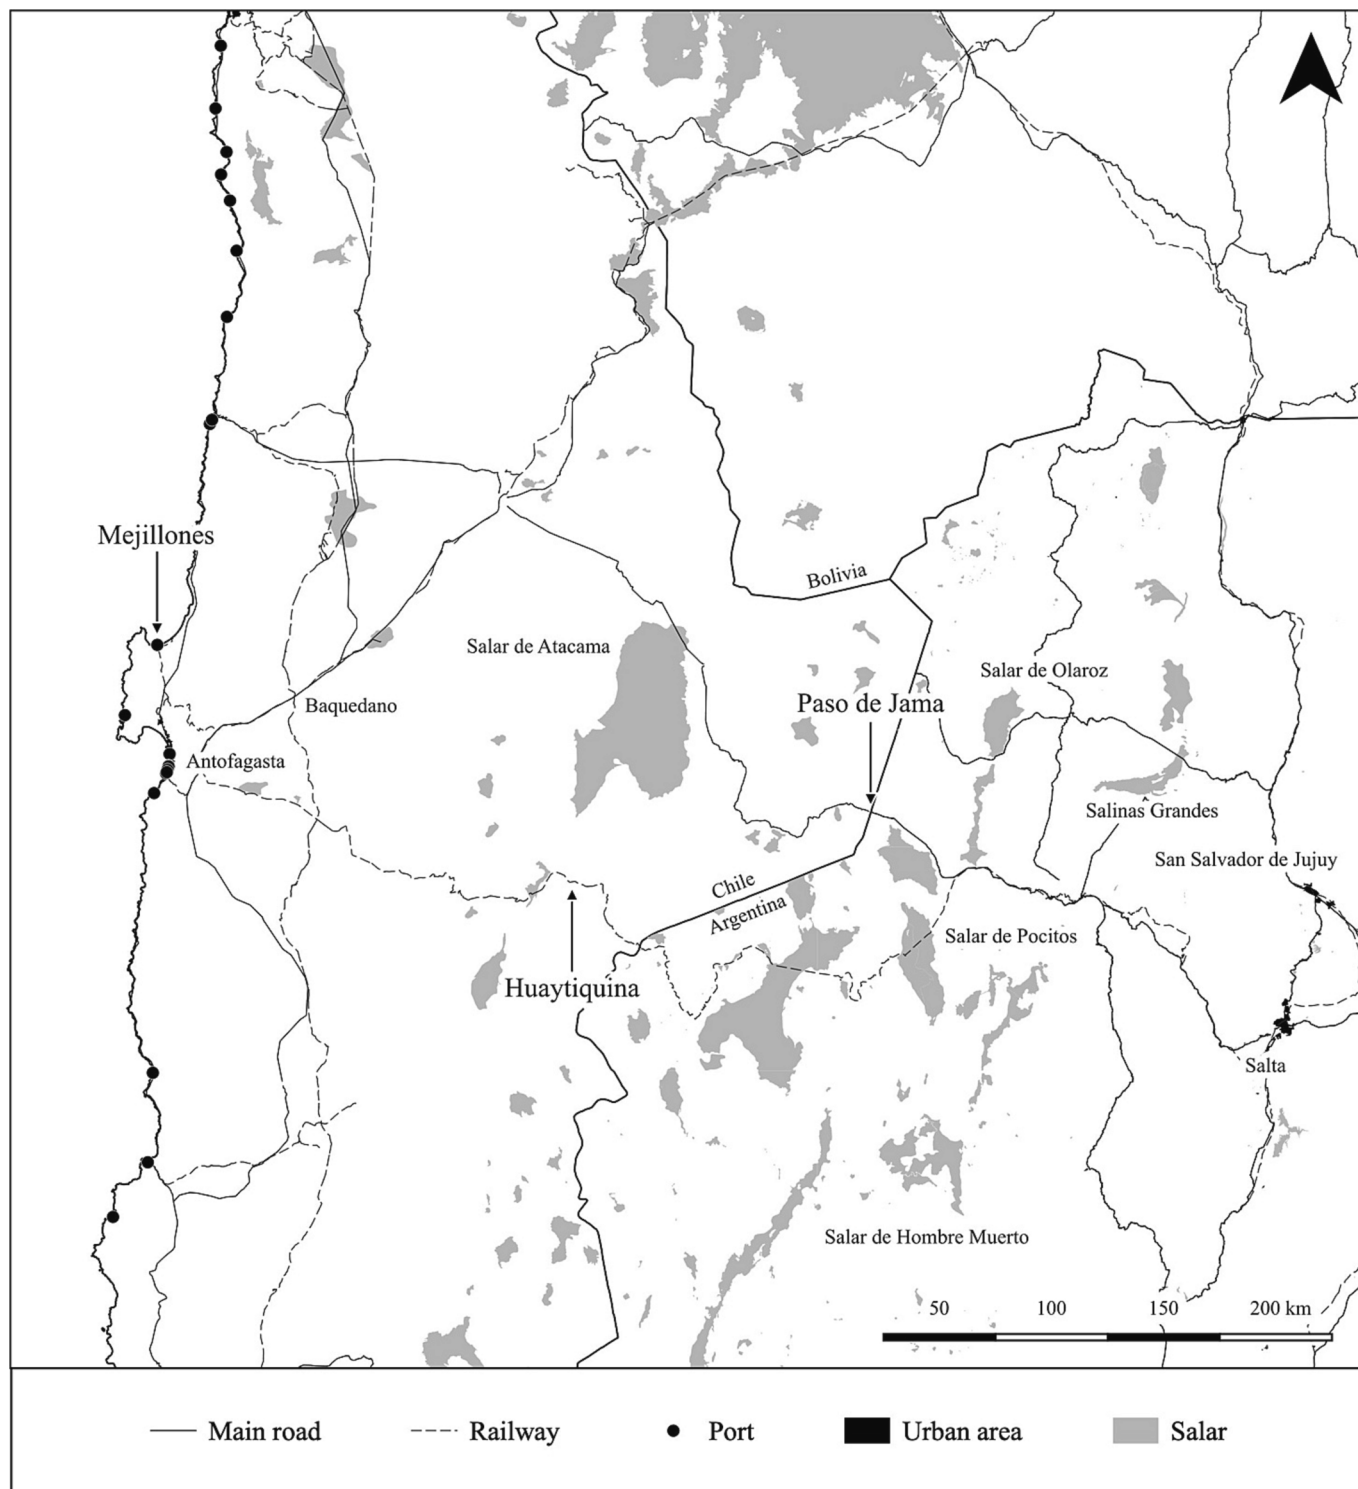 Mejillones
Bolivia
Salar de Atacama
Salar de Olaroz
Paso de Jama
Baquedano
Antofagasta
Salinas Grandes
San Salvador de Jujuy
Chile
Argentina
Salar de Pocitos
Huaytiquina
Salta
Salar de Hombre Muerto
50 100 150 200 km
Main road Railway Port Urban area Salar